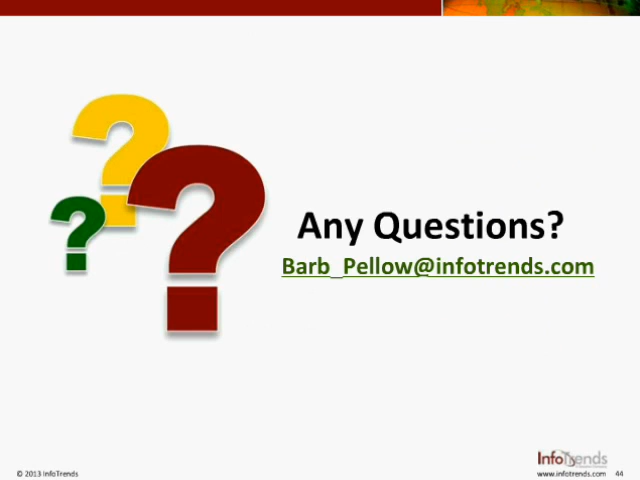 Any Questions?
Barb_Pellow@infotrends.com
InfoTrends
© 2013 InfoTrends
www.infotrends.com 44